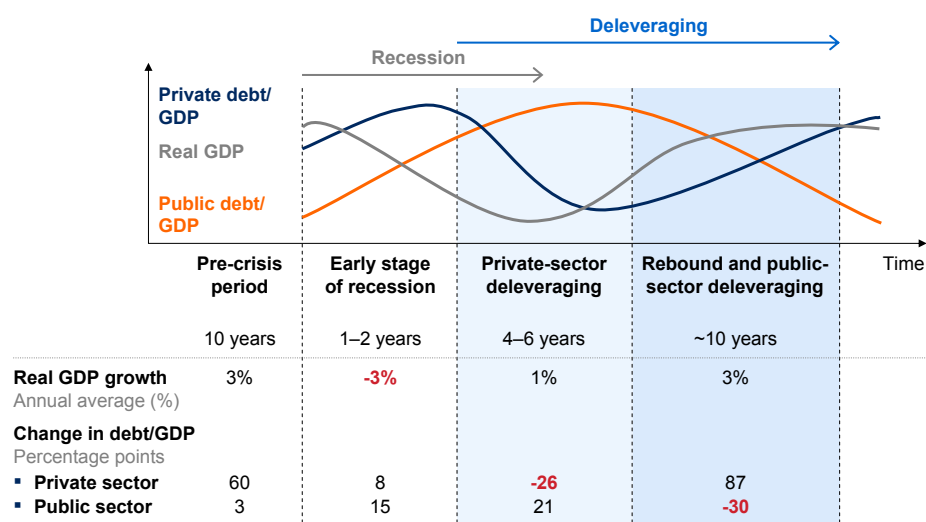 Deleveraging
Recession
Private debt/
GDP
Real GDP
Public debt/
GDP
Time
Pre-crisis
period
Early stage
of recession
Private-sector
deleveraging
Rebound and public-
sector deleveraging
10 years
1–2 years
4–6 years
~10 years
Real GDP growth 3% -3% 1% 3%
Annual average (%)
Change in debt/GDP
Percentage points
▪ Private sector 60 8 -26 87
▪ Public sector 3 15 21 -30